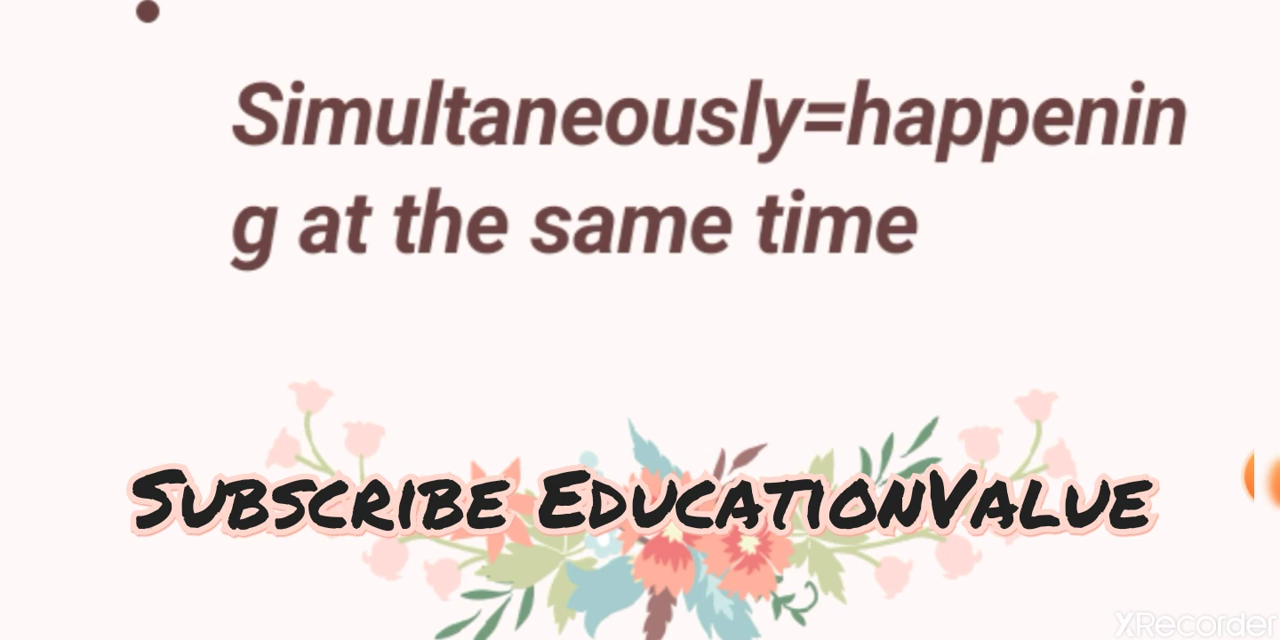 Simultaneously=happenin
g at the same time
SUBSCRIBE EDUCATIONVALUE
XRecorder